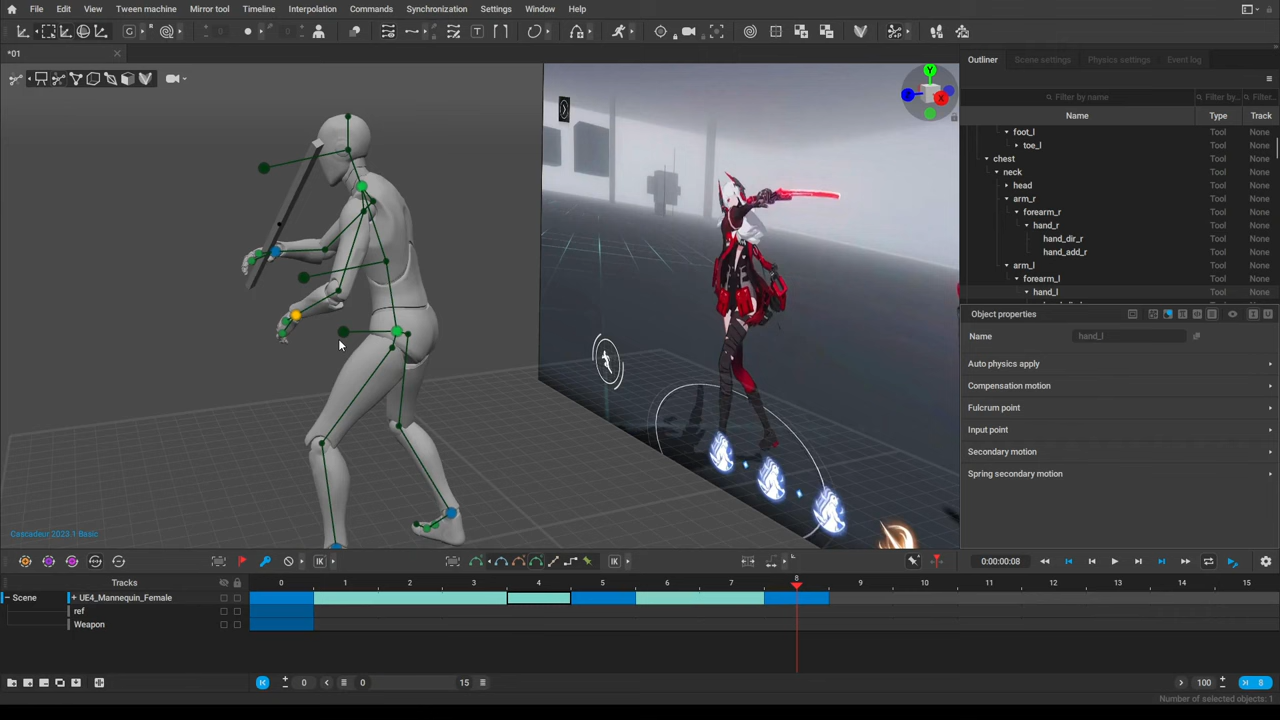 File Edit View Tween machine Mirror tool Timeline Interpolation Commands Synchronization Settings Window Help
*01
Outliner Scene settings Physics settings Event log
Filter by name Filter by... Filter...
Name Type Track
foot_l Tool None
toe_l Tool None
chest Tool None
neck Tool None
head Tool None
arm_r Tool None
forearm_r Tool None
hand_r Tool None
hand_dir_r Tool None
hand_add_r Tool None
arm_l Tool None
forearm_l Tool None
hand_l Tool None
Object properties
Name hand_l
Auto physics apply
Compensation motion
Fulcrum point
Input point
Secondary motion
Spring secondary motion
Y
X
Cascadeur 2023.1 Basic
IK IK 0:00:00:08
Tracks 0 1 2 3 4 5 6 7 8 9 10 11 12 13 14 15
Scene + UE4_Mannequin_Female
ref
Weapon
0 0 15 100 8
Number of selected objects: 1